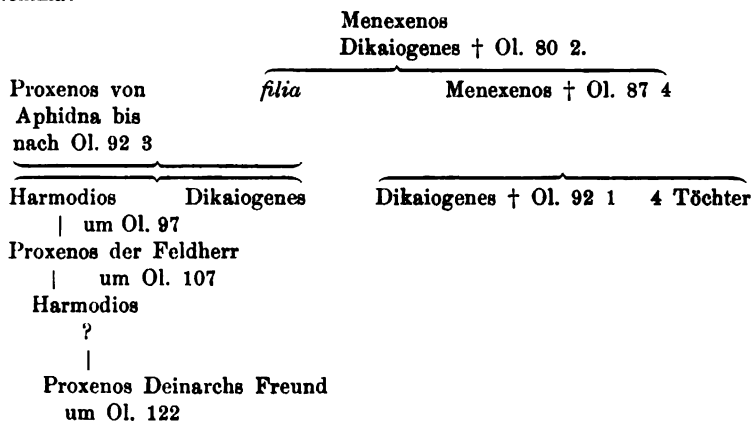 Menexenos
Dikaiogenes † Ol. 80 2.
Proxenos von filia Menexenos † Ol. 87 4
Aphidna bis
nach Ol. 92 3
Harmodios Dikaiogenes Dikaiogenes † Ol. 92 1 4 Töchter
| um Ol. 97
Proxenos der Feldherr
| um Ol. 107
Harmodios
?
|
Proxenos Deinarchs Freund
um Ol. 122